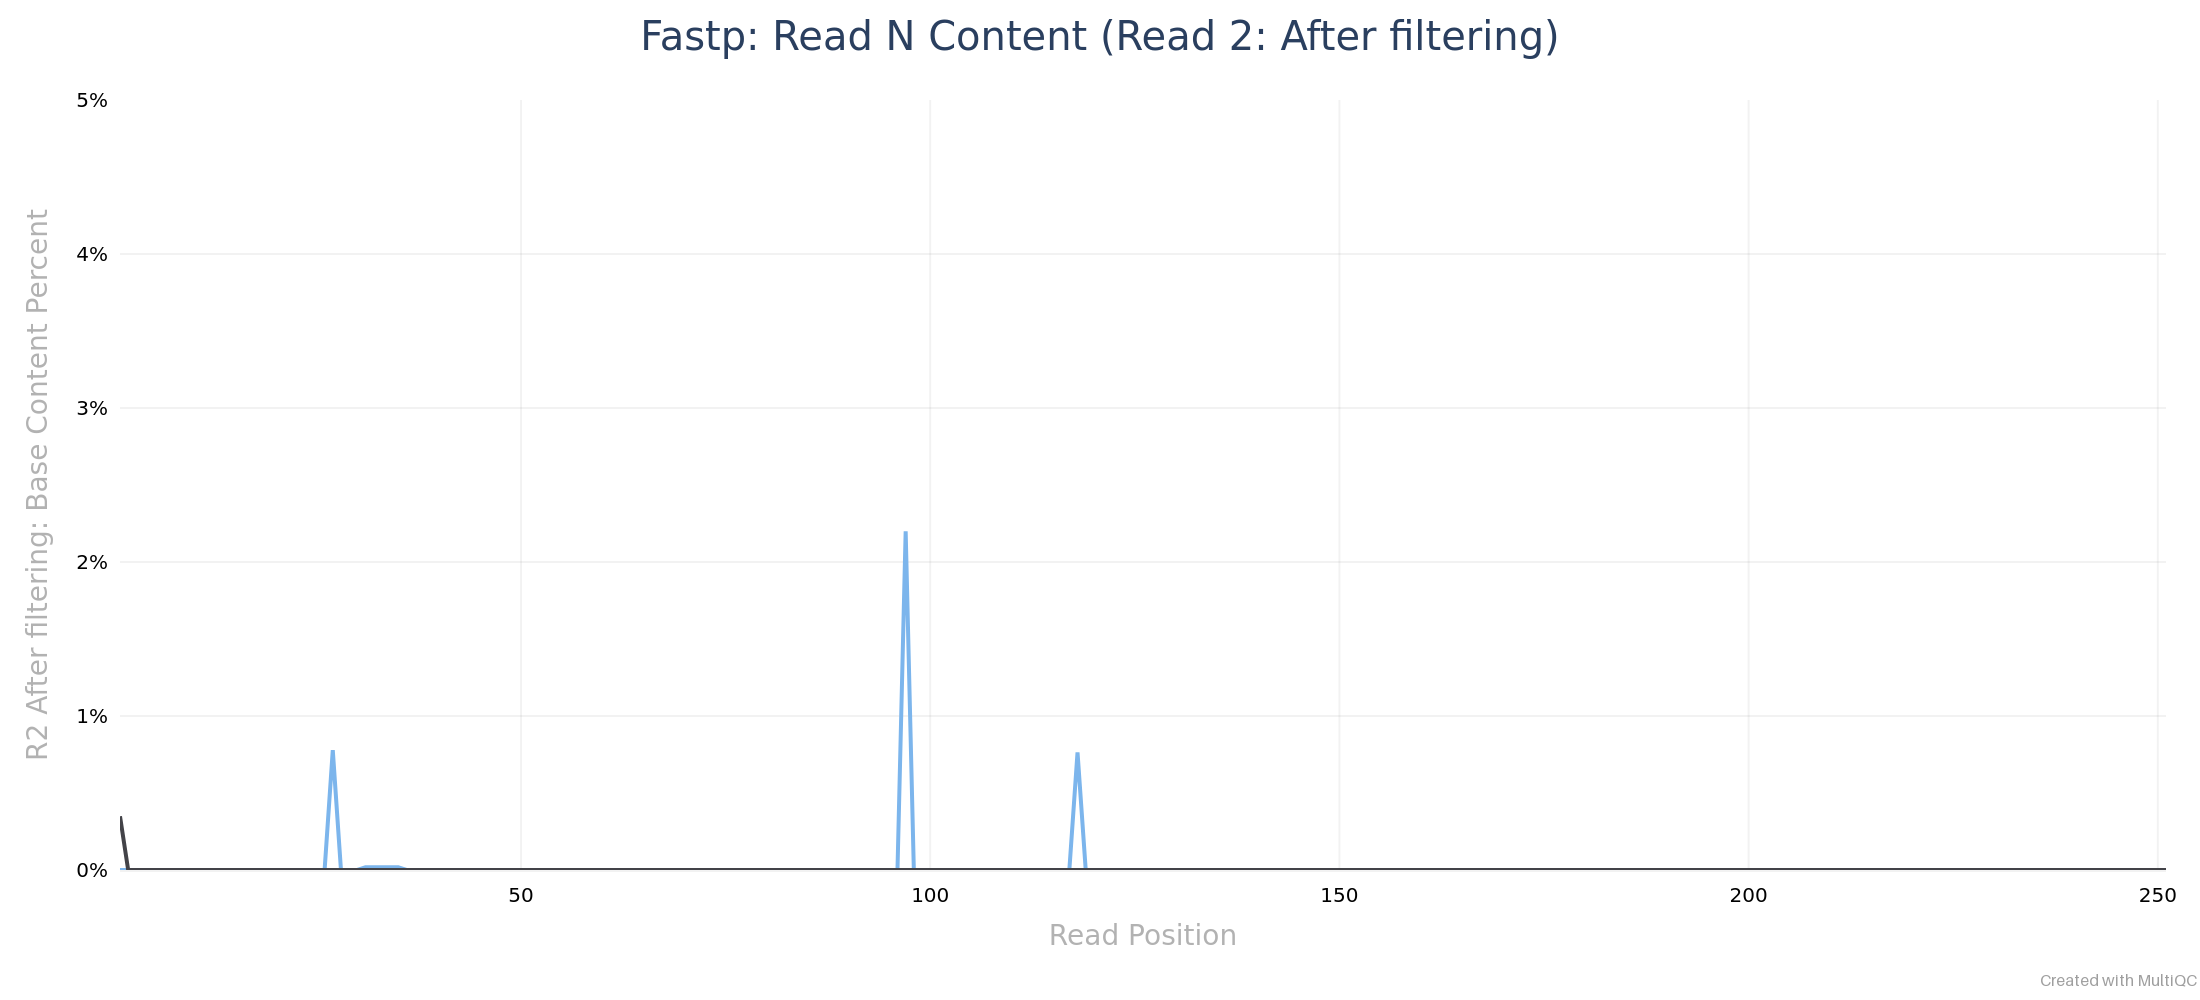 Fastp: Read N Content (Read 2: After filtering)
R2 After filtering: Base Content Percent
5%
4%
3%
2%
1%
0%
50
100
150
200
250
Read Position
Created with MultiQC